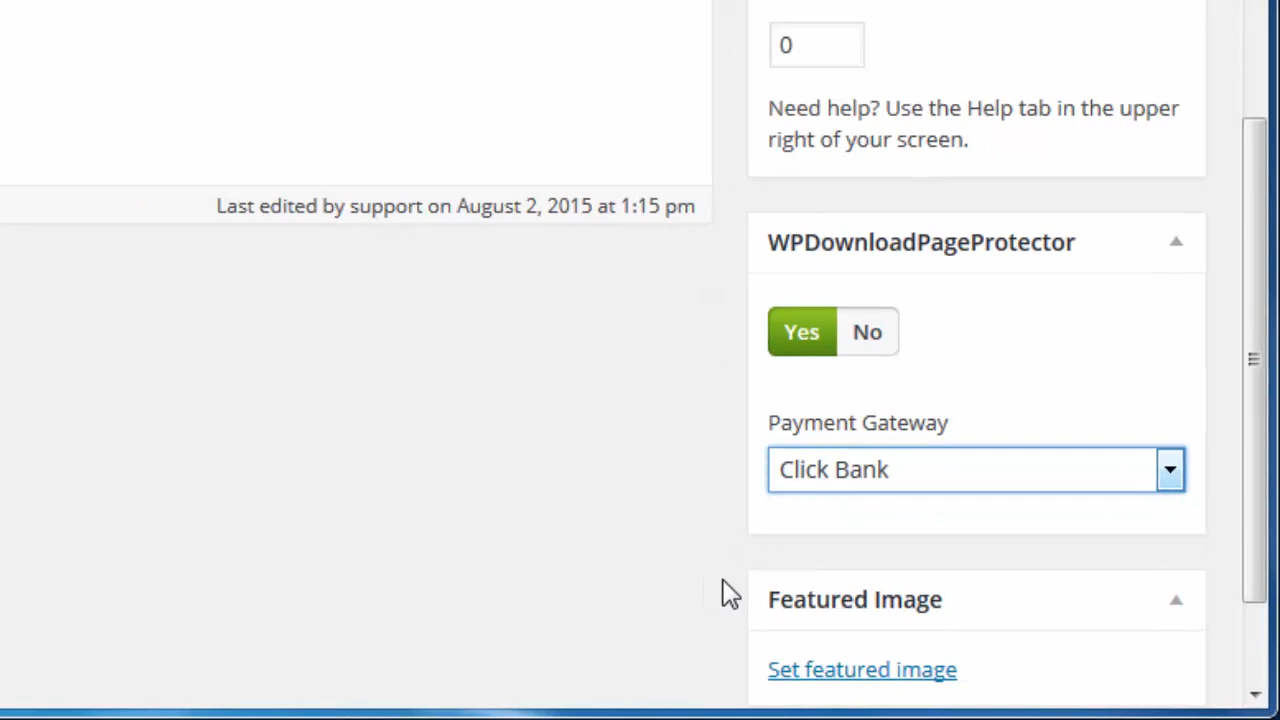 0
Need help? Use the Help tab in the upper
right of your screen.
Last edited by support on August 2, 2015 at 1:15 pm
WPDownloadPageProtector
Yes No
Payment Gateway
Click Bank
Featured Image
Set featured image